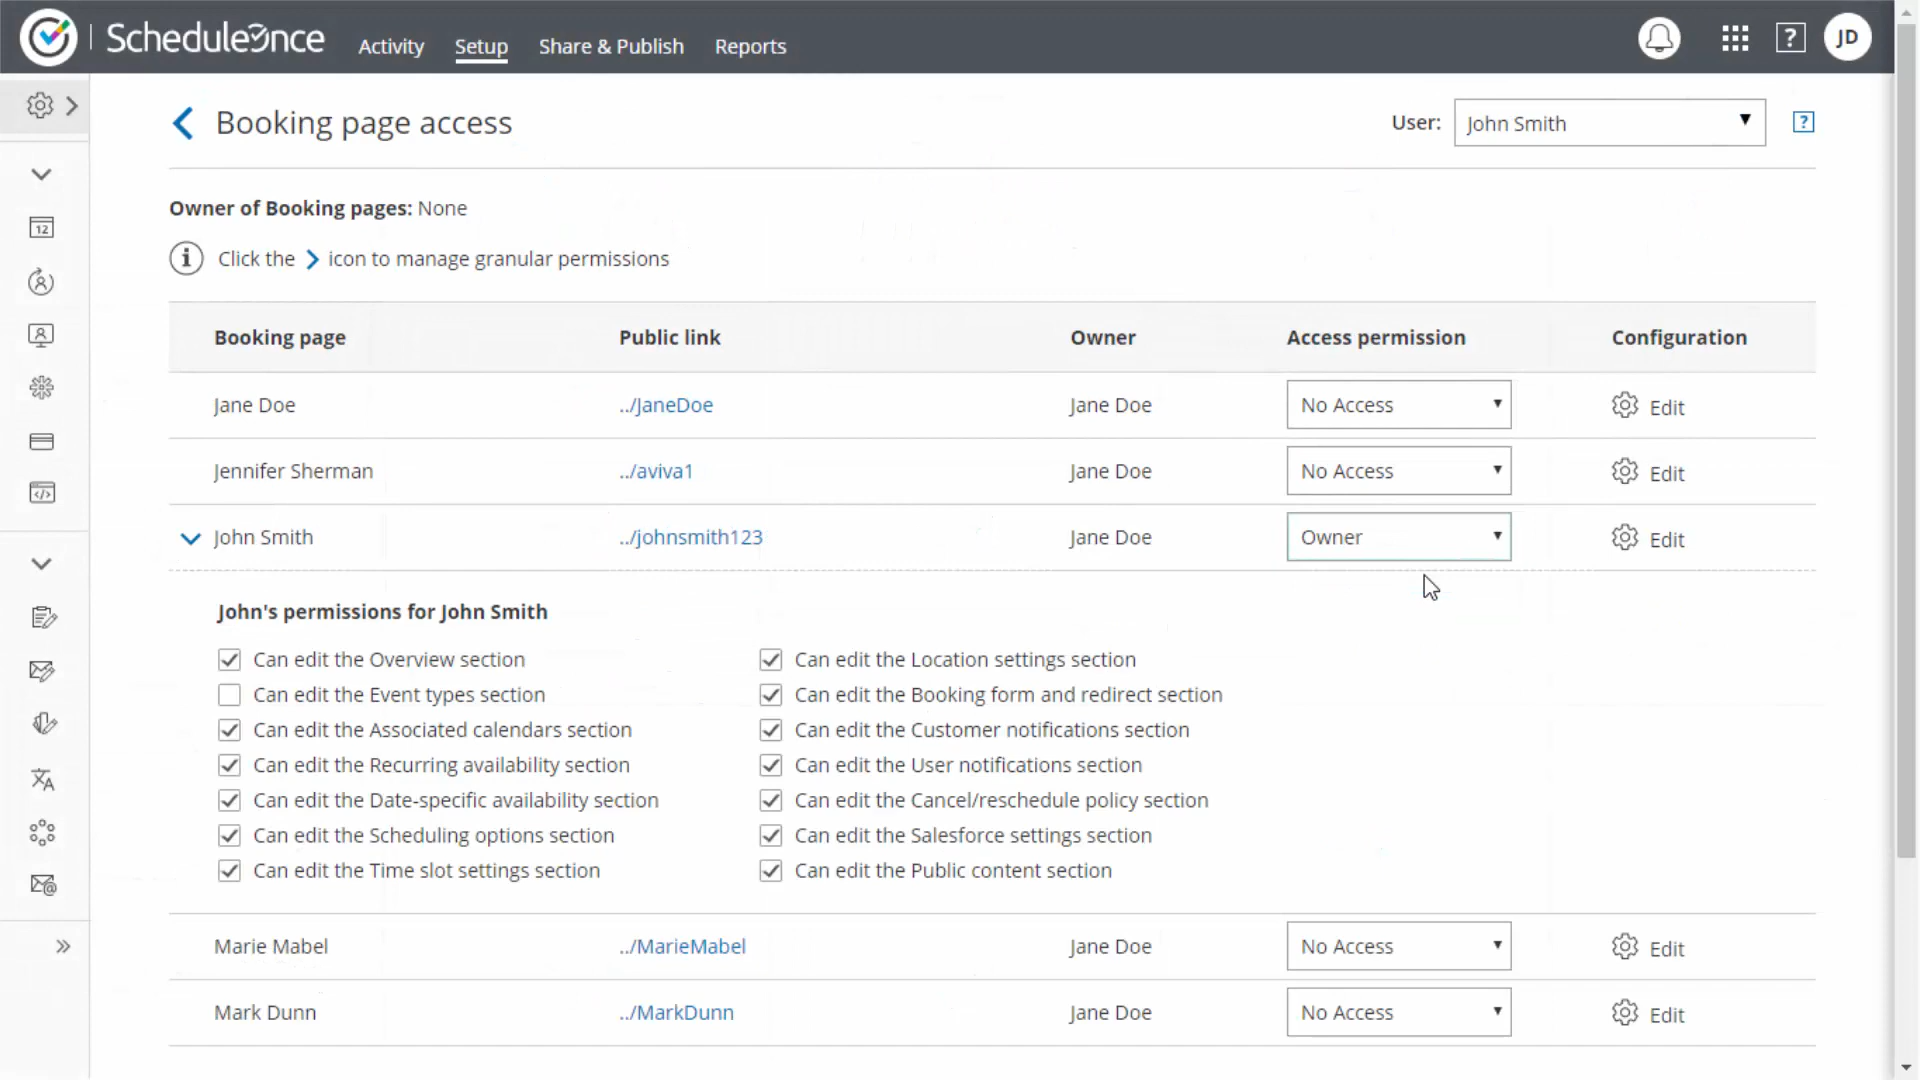 ScheduleOnce Activity Setup Share & Publish Reports ? JD
Booking page access User: John Smith ?
Owner of Booking pages: None
i Click the > icon to manage granular permissions
Booking page Public link Owner Access permission Configuration
Jane Doe ../JaneDoe Jane Doe No Access Edit
Jennifer Sherman ../aviva1 Jane Doe No Access Edit
John Smith ../johnsmith123 Jane Doe Owner Edit
John's permissions for John Smith
Can edit the Overview section Can edit the Location settings section
Can edit the Event types section Can edit the Booking form and redirect section
Can edit the Associated calendars section Can edit the Customer notifications section
Can edit the Recurring availability section Can edit the User notifications section
Can edit the Date-specific availability section Can edit the Cancel/reschedule policy section
Can edit the Scheduling options section Can edit the Salesforce settings section
Can edit the Time slot settings section Can edit the Public content section
Marie Mabel ../MarieMabel Jane Doe No Access Edit
Mark Dunn ../MarkDunn Jane Doe No Access Edit
12